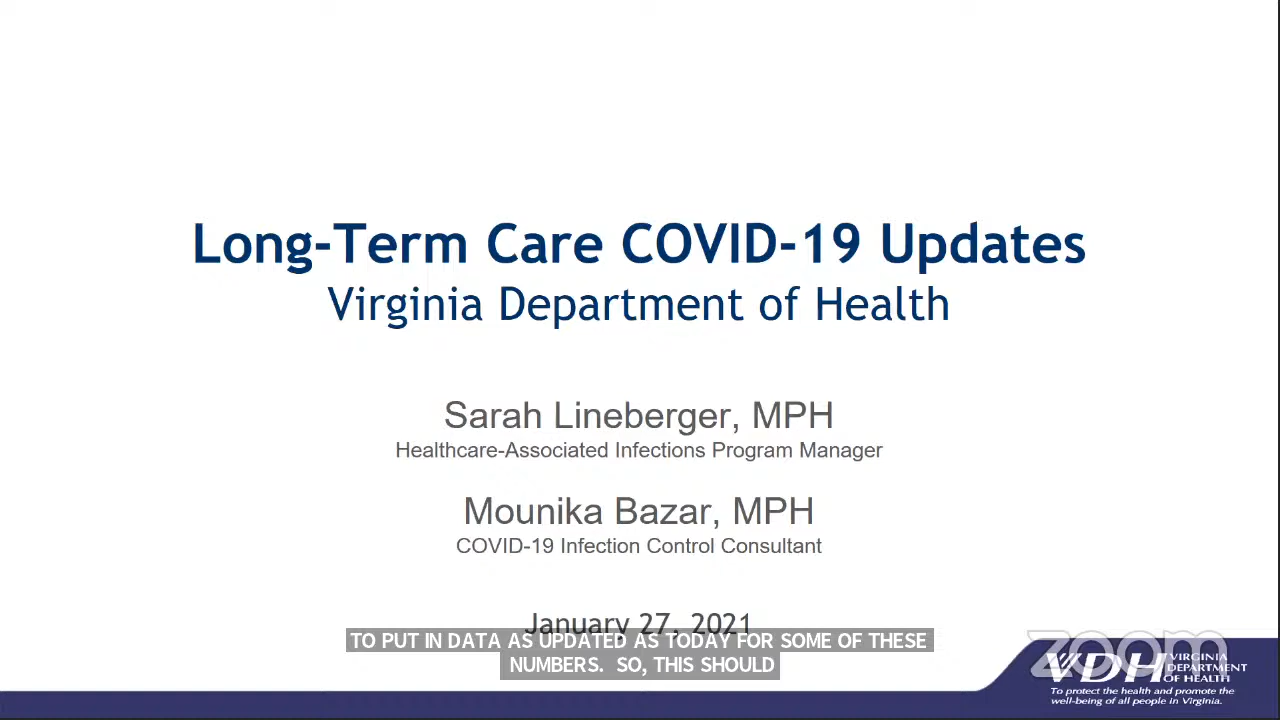 Long-Term Care COVID-19 Updates
Virginia Department of Health
Sarah Lineberger, MPH
Healthcare-Associated Infections Program Manager
Mounika Bazar, MPH
COVID-19 Infection Control Consultant
January 27, 2021
TO PUT IN DATA AS UPDATED AS TODAY FOR SOME OF THESE
NUMBERS. SO, THIS SHOULD
zoom
VDH VIRGINIA
DEPARTMENT
OF HEALTH
To protect the health and promote the
well-being of all people in Virginia.